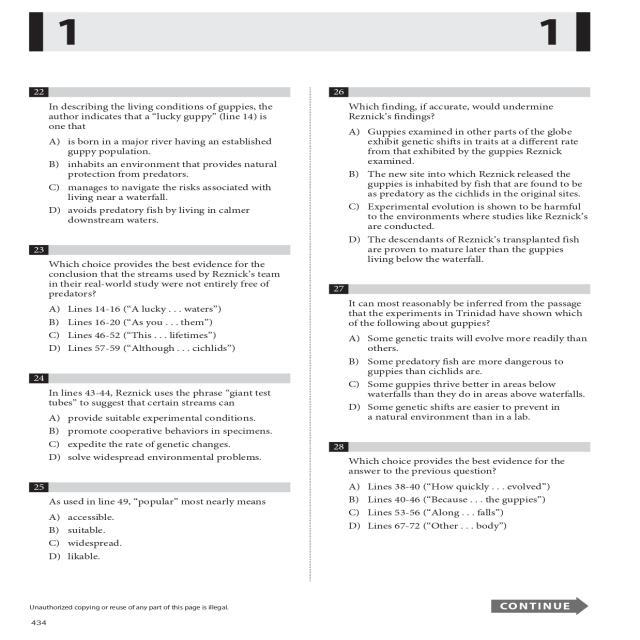 1
1
22
In describing the living conditions of guppies, the
author indicates that a “lucky guppy” (line 14) is
one that
A) is born in a major river having an established
guppy population.
B) inhabits an environment that provides natural
protection from predators.
C) manages to navigate the risks associated with
living near a waterfall.
D) avoids predatory fish by living in calmer
downstream waters.
23
Which choice provides the best evidence for the
conclusion that the streams used by Reznick’s team
in their real-world study were not entirely free of
predators?
A) Lines 14-16 (“A lucky . . . waters”)
B) Lines 16-20 (“As you . . . them”)
C) Lines 46-52 (“This . . . lifetimes”)
D) Lines 57-59 (“Although . . . cichlids”)
24
In lines 43-44, Reznick uses the phrase “giant test
tubes” to suggest that certain streams can
A) provide suitable experimental conditions.
B) promote cooperative behaviors in specimens.
C) expedite the rate of genetic changes.
D) solve widespread environmental problems.
25
As used in line 49, “popular” most nearly means
A) accessible.
B) suitable.
C) widespread.
D) likable.
26
Which finding, if accurate, would undermine
Reznick’s findings?
A) Guppies examined in other parts of the globe
exhibit genetic shifts in traits at a different rate
from that exhibited by the guppies Reznick
examined.
B) The new site into which Reznick released the
guppies is inhabited by fish that are found to be
as predatory as the cichlids in the original sites.
C) Experimental evolution is shown to be harmful
to the environments where studies like Reznick’s
are conducted.
D) The descendants of Reznick’s transplanted fish
are proven to mature later than the guppies
living below the waterfall.
27
It can most reasonably be inferred from the passage
that the experiments in Trinidad have shown which
of the following about guppies?
A) Some genetic traits will evolve more readily than
others.
B) Some predatory fish are more dangerous to
guppies than cichlids are.
C) Some guppies thrive better in areas below
waterfalls than they do in areas above waterfalls.
D) Some genetic shifts are easier to prevent in
a natural environment than in a lab.
28
Which choice provides the best evidence for the
answer to the previous question?
A) Lines 38-40 (“How quickly . . . evolved”)
B) Lines 40-46 (“Because . . . the guppies”)
C) Lines 53-56 (“Along . . . falls”)
D) Lines 67-72 (“Other . . . body”)
Unauthorized copying or reuse of any part of this page is illegal.
CONTINUE
434